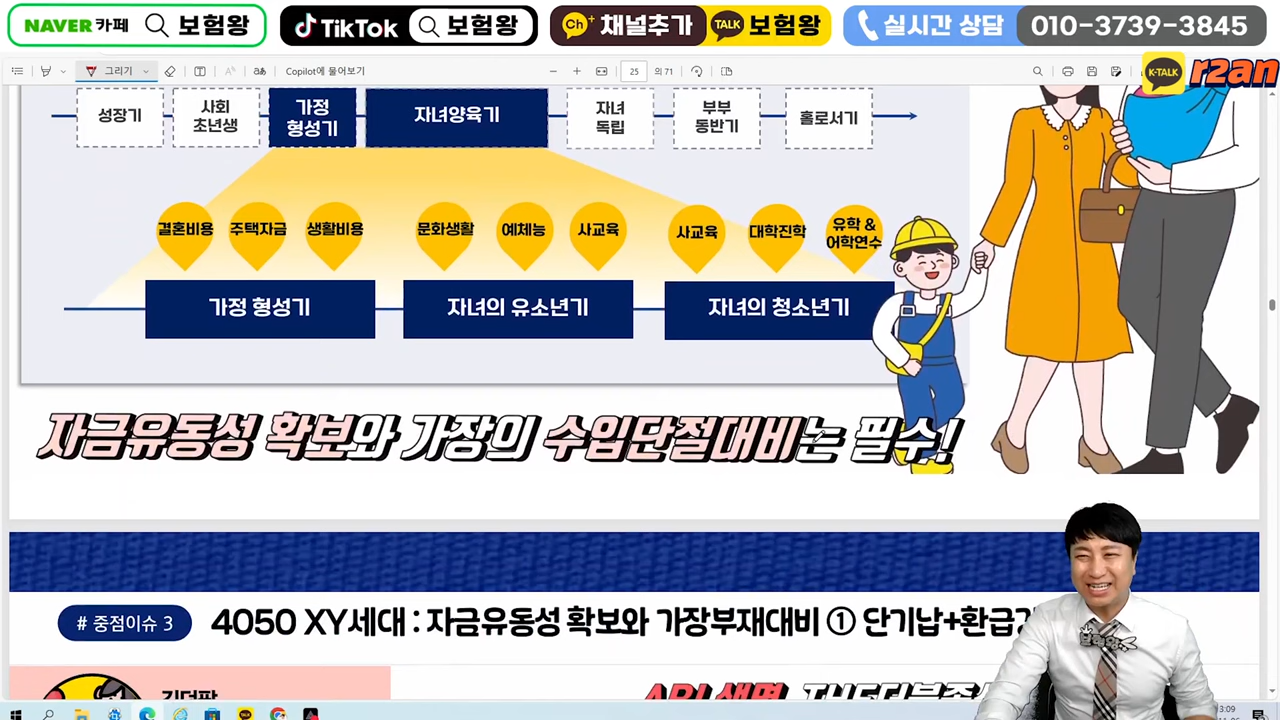 NAVER 카페 보험왕
TikTok 보험왕
Ch+ 채널추가 TALK 보험왕
실시간 상담 010-3739-3845
그리기
Copilot에 물어보기
25 의 71
K-TALK r2an
성장기
사회 초년생
가정 형성기
자녀양육기
자녀 독립
부부 동반기
홀로서기
결혼비용
주택자금
생활비용
문화생활
예체능
사교육
사교육
대학진학
유학 & 어학연수
가정 형성기
자녀의 유소년기
자녀의 청소년기
자금유동성 확보와 가장의 수입단절대비는 필수!
# 중점이슈 3
4050 XY세대 : 자금유동성 확보와 가장부재대비 ① 단기납+환급
보험왕
3:09